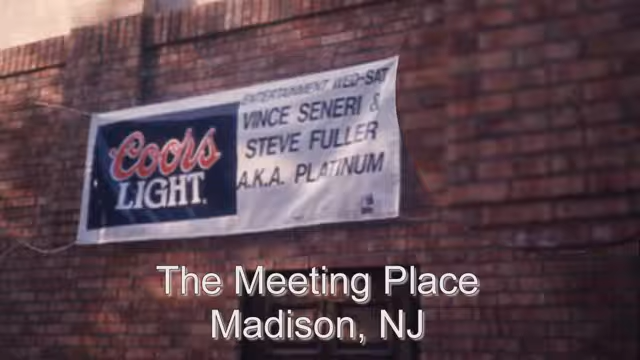 Coors
LIGHT
ENTERTAINMENT WED-SAT
VINCE SENERI &
STEVE FULLER
A.K.A. PLATINUM
The Meeting Place
Madison, NJ